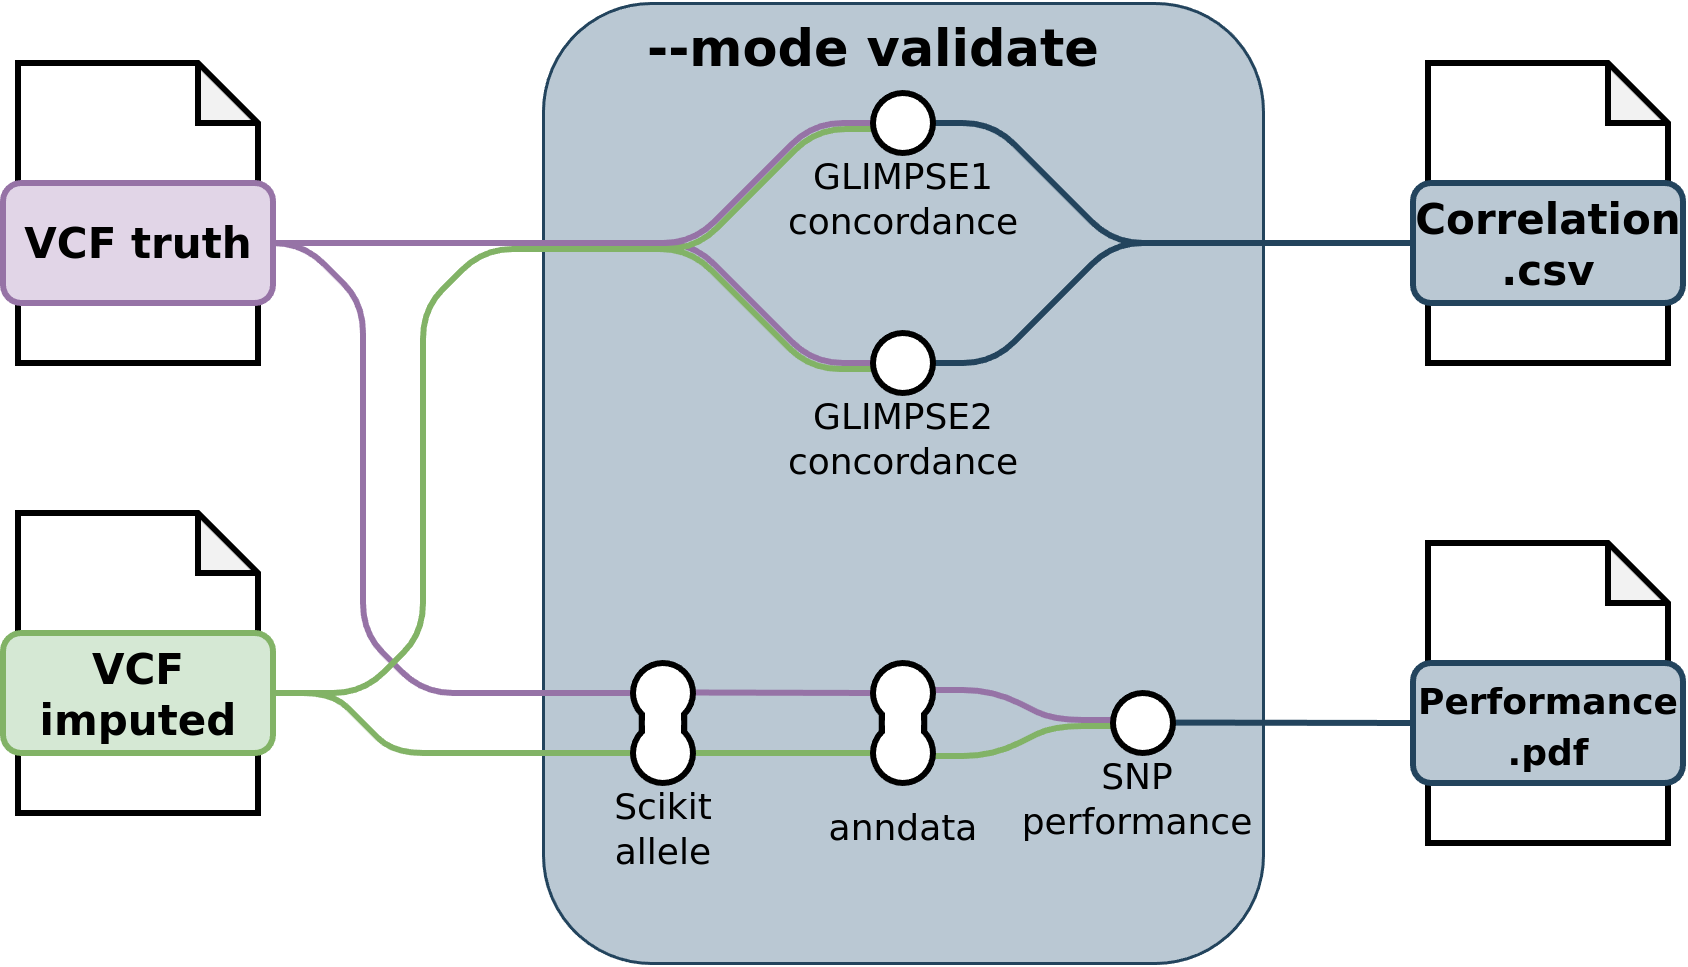 --mode validate
VCF truth
GLIMPSE1
concordance
Correlation
.csv
GLIMPSE2
concordance
VCF
imputed
Scikit
allele
anndata
SNP
performance
Performance
.pdf